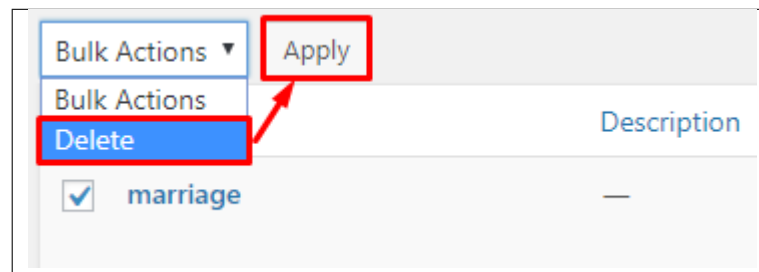 Bulk Actions ▼ Apply
Bulk Actions
Delete
Description
marriage —